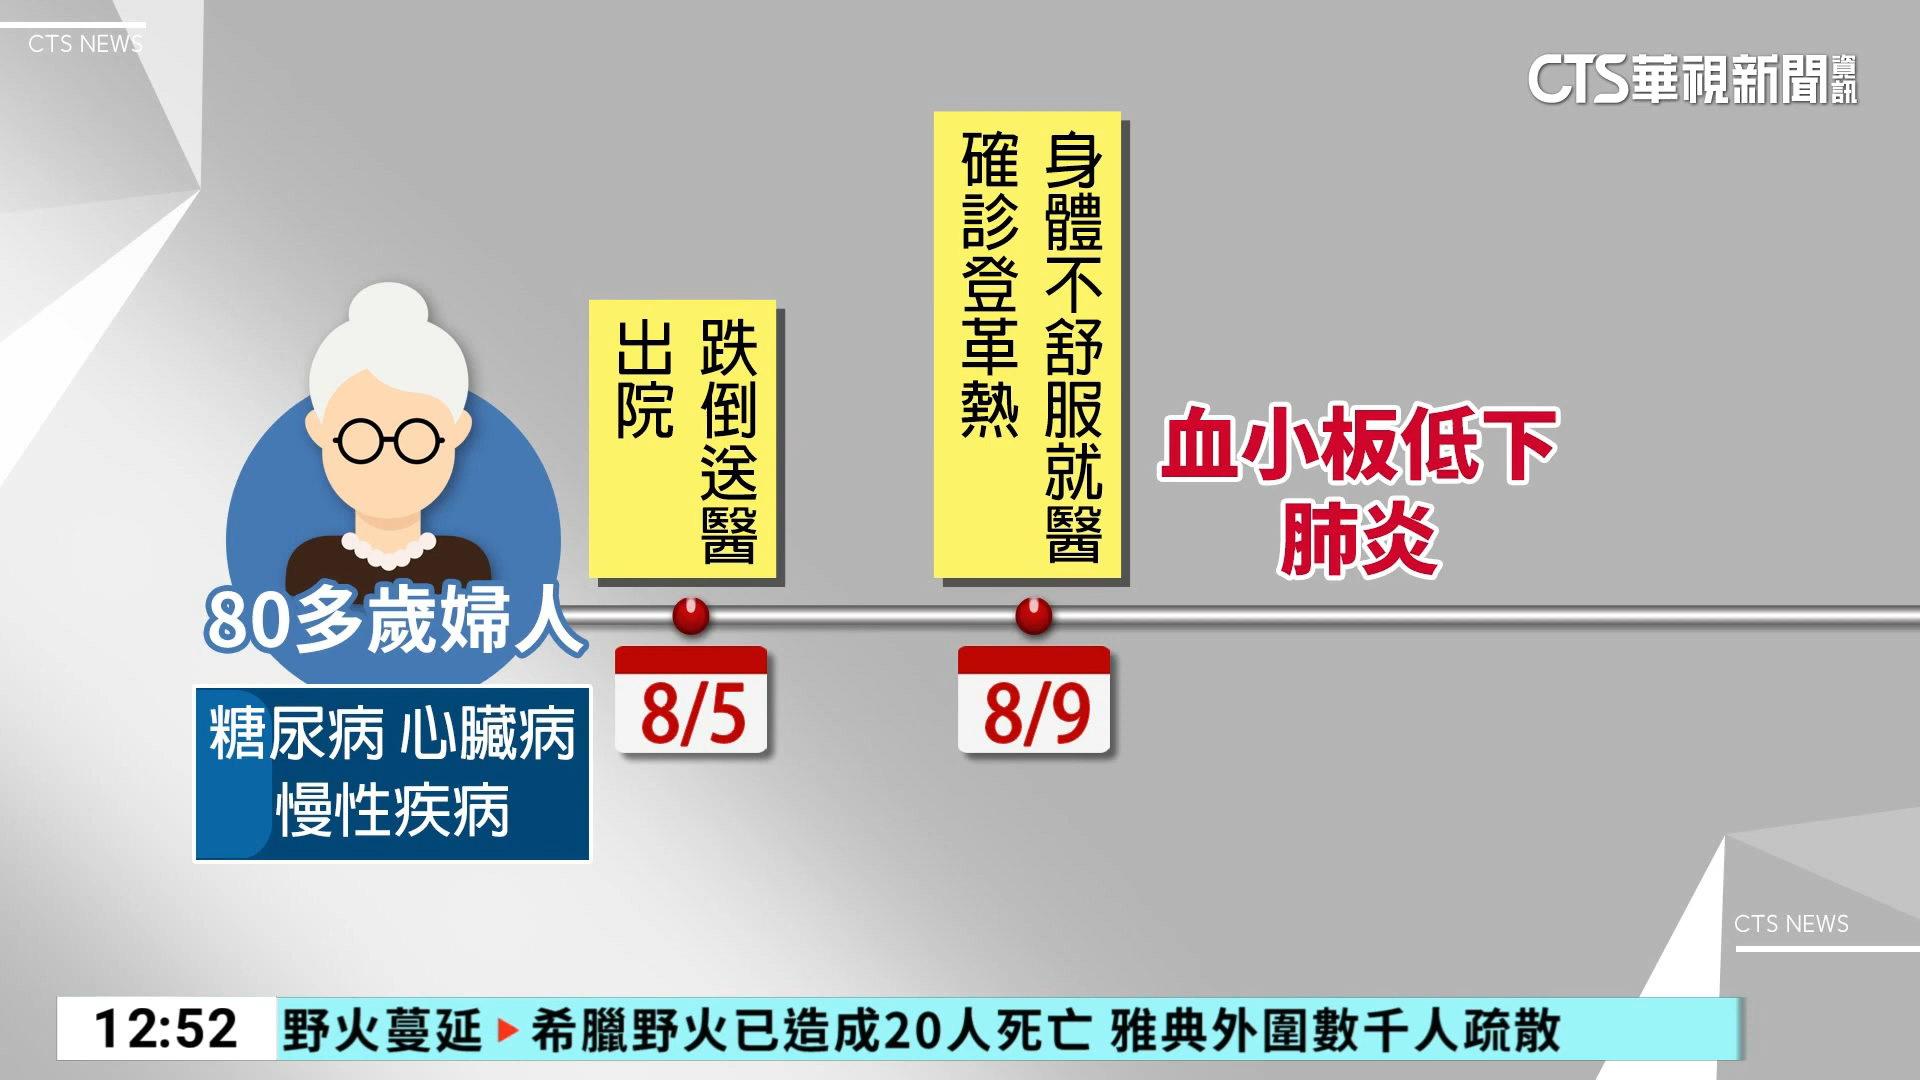 CTS NEWS
CTS華視新聞資訊
跌倒送醫
出院
身體不舒服就醫
確診登革熱
血小板低下
肺炎
80多歲婦人
糖尿病 心臟病
慢性疾病
8/5
8/9
CTS NEWS
12:52
野火蔓延▶希臘野火已造成20人死亡 雅典外圍數千人疏散